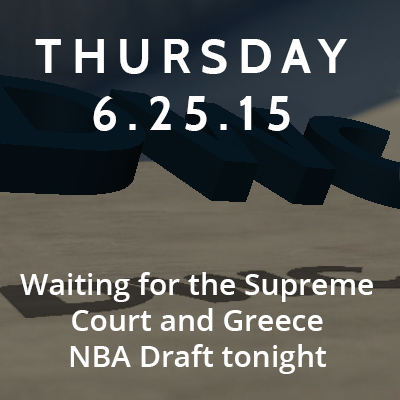 THURSDAY
6.25.15
Waiting for the Supreme
Court and Greece
NBA Draft tonight